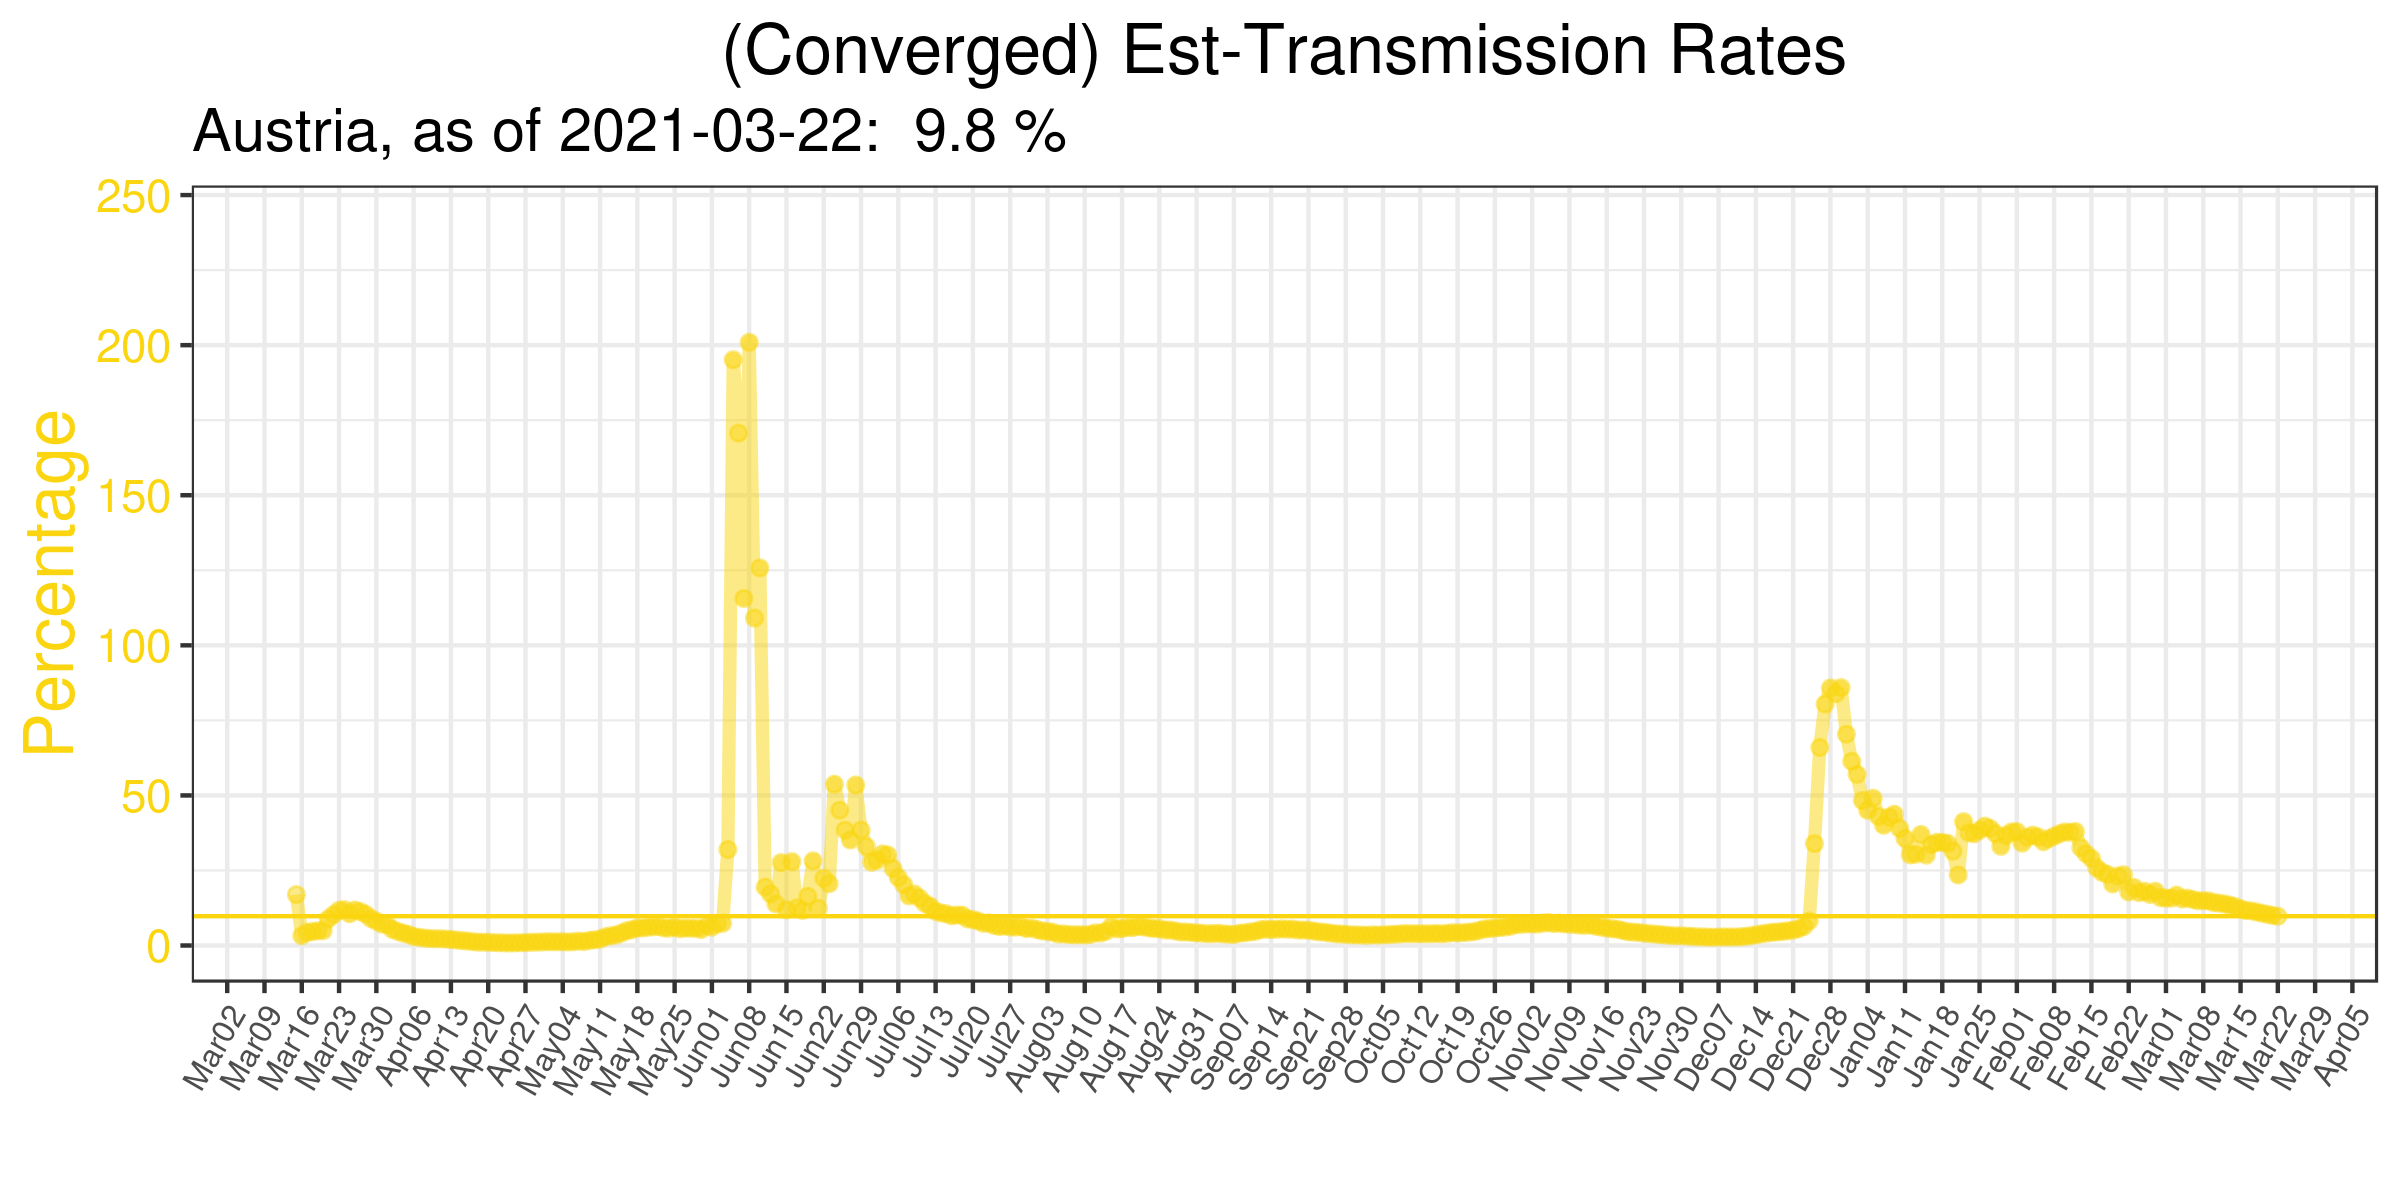 (Converged) Est-Transmission Rates
Austria, as of 2021-03-22:  9.8 %
Percentage
250
200
150
100
50
0
Mar02
Mar09
Mar16
Mar23
Mar30
Apr06
Apr13
Apr20
Apr27
May04
May11
May18
May25
Jun01
Jun08
Jun15
Jun22
Jun29
Jul06
Jul13
Jul20
Jul27
Aug03
Aug10
Aug17
Aug24
Aug31
Sep07
Sep14
Sep21
Sep28
Oct05
Oct12
Oct19
Oct26
Nov02
Nov09
Nov16
Nov23
Nov30
Dec07
Dec14
Dec21
Dec28
Jan04
Jan11
Jan18
Jan25
Feb01
Feb08
Feb15
Feb22
Mar01
Mar08
Mar15
Mar22
Mar29
Apr05